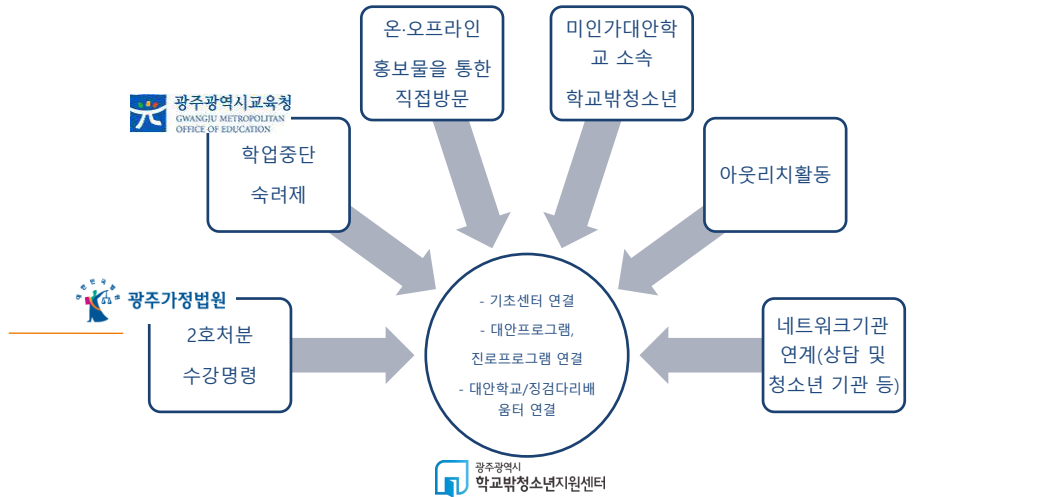 온·오프라인
홍보물을 통한
직접방문
미인가대안학
교 소속
학교밖청소년
광주광역시교육청
GWANGJU METROPOLITAN
OFFICE OF EDUCATION
학업중단
숙려제
아웃리치활동
대한민국법원
광주가정법원
2호처분
수강명령
- 기초센터 연결
- 대안프로그램,
진로프로그램 연결
- 대안학교/징검다리배
움터 연결
네트워크기관
연계(상담 및
청소년 기관 등)
광주광역시
학교밖청소년지원센터